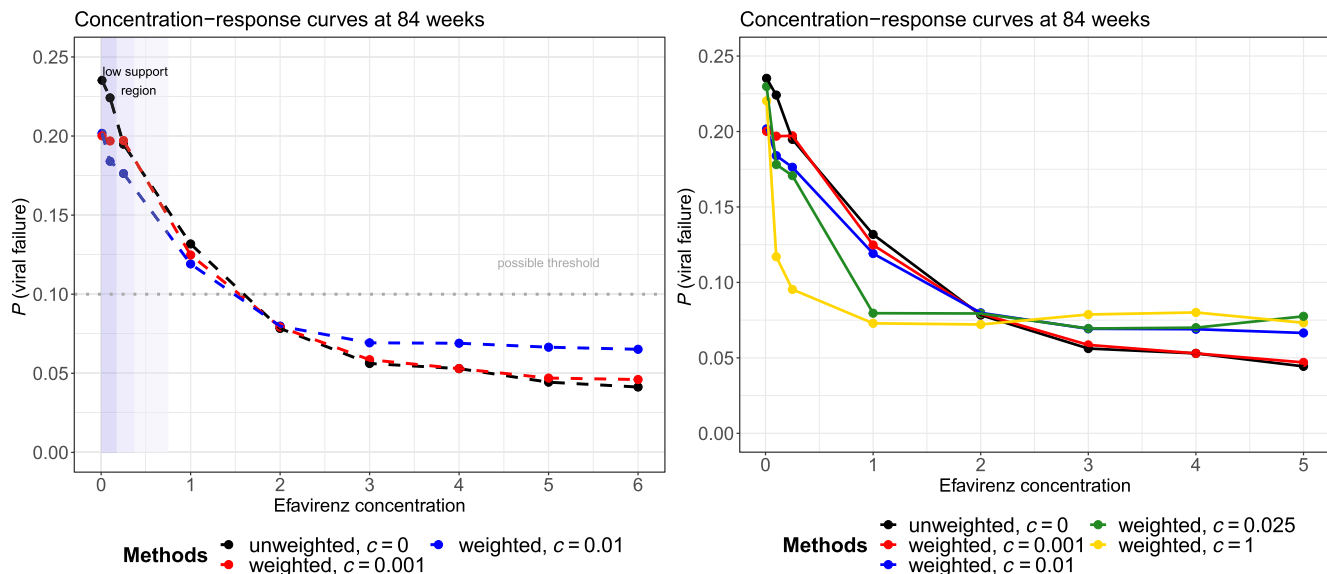 Concentration−response curves at 84 weeks
0.25
0.20
0.15
0.10
0.05
0.00
P (viral failure)
low support
region
possible threshold
0 1 2 3 4 5 6
Efavirenz concentration
Methods
unweighted, c = 0
weighted, c = 0.01
weighted, c = 0.001
Concentration−response curves at 84 weeks
0.25
0.20
0.15
0.10
0.05
0.00
P (viral failure)
0 1 2 3 4 5
Efavirenz concentration
Methods
unweighted, c = 0
weighted, c = 0.025
weighted, c = 0.001
weighted, c = 1
weighted, c = 0.01